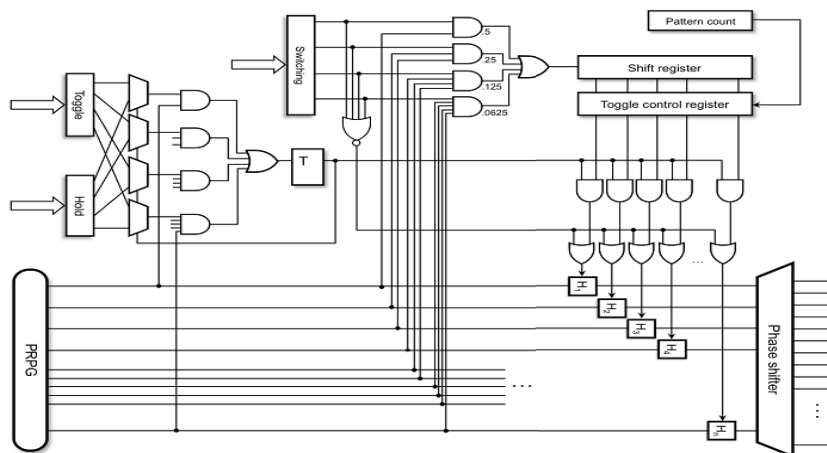 Pattern count
Switching
.5
.25
.125
.0625
Shift register
Toggle control register
Toggle
Hold
T
...
H1
H2
H3
H4
Hn
PRPG
...
Phase shifter
...